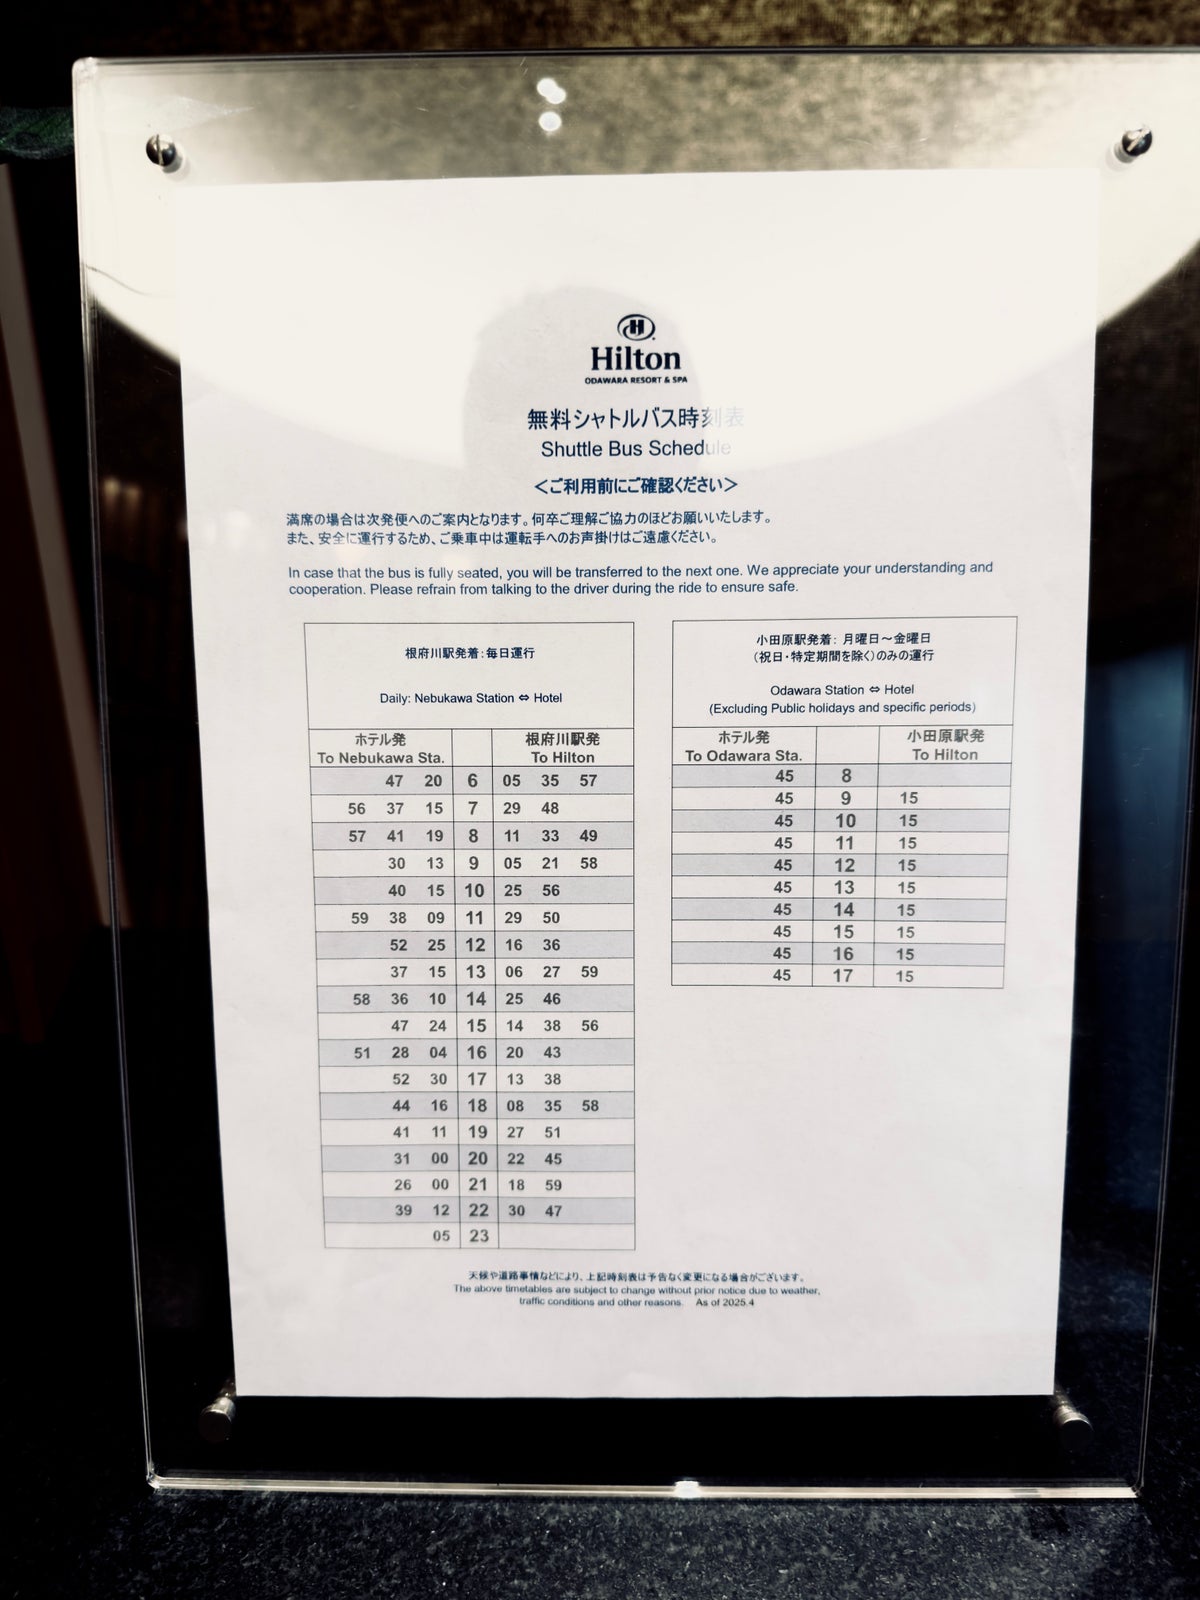 H
Hilton
ODAWARA RESORT & SPA
無料シャトルバス時刻表
Shuttle Bus Schedule
＜ご利用前にご確認ください＞
満席の場合は次発便へのご案内となります。何卒ご理解ご協力のほどお願いいたします。
また、安全に運行するため、ご乗車中は運転手へのお声掛けはご遠慮ください。
In case that the bus is fully seated, you will be transferred to the next one. We appreciate your understanding and
cooperation. Please refrain from talking to the driver during the ride to ensure safe.
根府川駅発着：毎日運行
Daily: Nebukawa Station ⇔ Hotel
ホテル発 根府川駅発
To Nebukawa Sta. To Hilton
47 20 6 05 35 57
56 37 15 7 29 48
57 41 19 8 11 33 49
30 13 9 05 21 58
40 15 10 25 56
59 38 09 11 29 50
52 25 12 16 36
37 15 13 06 27 59
58 36 10 14 25 46
47 24 15 14 38 56
51 28 04 16 20 43
52 30 17 13 38
44 16 18 08 35 58
41 11 19 27 51
31 00 20 22 45
26 00 21 18 59
39 12 22 30 47
05 23
小田原駅発着：月曜日～金曜日
（祝日・特定期間を除く）のみの運行
Odawara Station ⇔ Hotel
(Excluding Public holidays and specific periods)
ホテル発 小田原駅発
To Odawara Sta. To Hilton
45 8
45 9 15
45 10 15
45 11 15
45 12 15
45 13 15
45 14 15
45 15 15
45 16 15
45 17 15
天候や道路事情などにより、上記時刻表は予告なく変更になる場合がございます。
The above timetables are subject to change without prior notice due to weather,
traffic conditions and other reasons. As of 2025.4